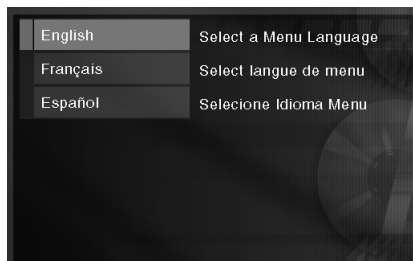 English Select a Menu Language
Français Select langue de menu
Español Selecione Idioma Menu